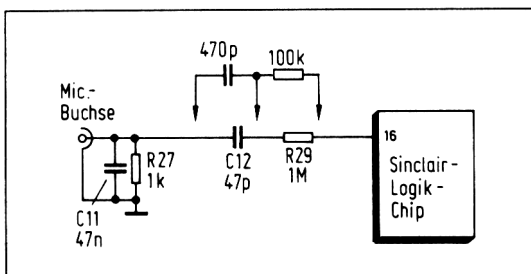 470p
100k
Mic.-
Buchse
C11
47n
R27
1k
C12
47p
R29
1M
16
Sinclair-
Logik-
Chip